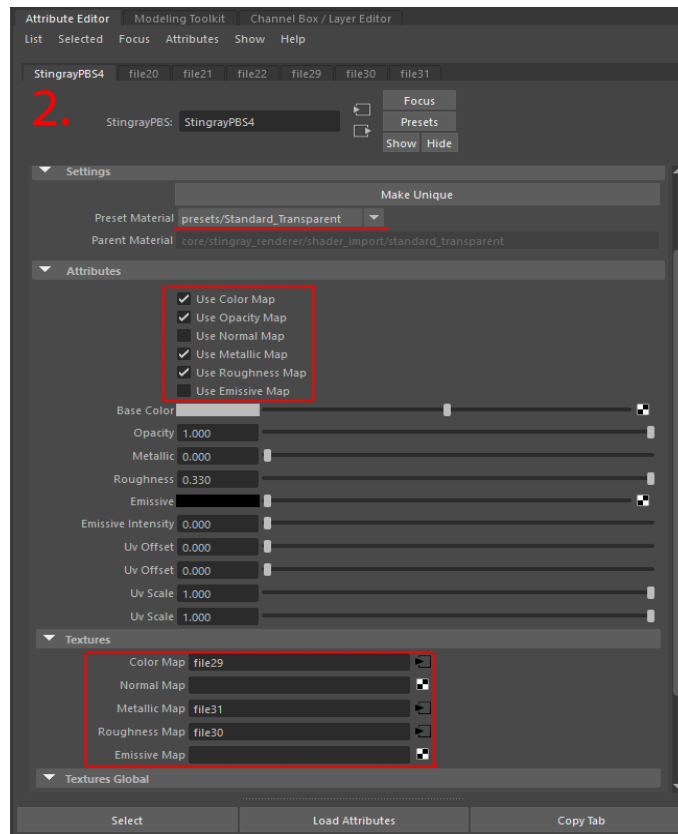 Attribute Editor Modeling Toolkit Channel Box / Layer Editor
List Selected Focus Attributes Show Help
StingrayPBS4 file20 file21 file22 file29 file30 file31
2.
Focus
StingrayPBS: StingrayPBS4 Presets
Show Hide
Settings
Make Unique
Preset Material presets/Standard_Transparent
Parent Material core/stingray_renderer/shader_import/standard_transparent
Attributes
Use Color Map
Use Opacity Map
Use Normal Map
Use Metallic Map
Use Roughness Map
Use Emissive Map
Base Color
Opacity 1.000
Metallic 0.000
Roughness 0.330
Emissive
Emissive Intensity 0.000
Uv Offset 0.000
Uv Offset 0.000
Uv Scale 1.000
Uv Scale 1.000
Textures
Color Map file29
Normal Map
Metallic Map file31
Roughness Map file30
Emissive Map
Textures Global
Select Load Attributes Copy Tab